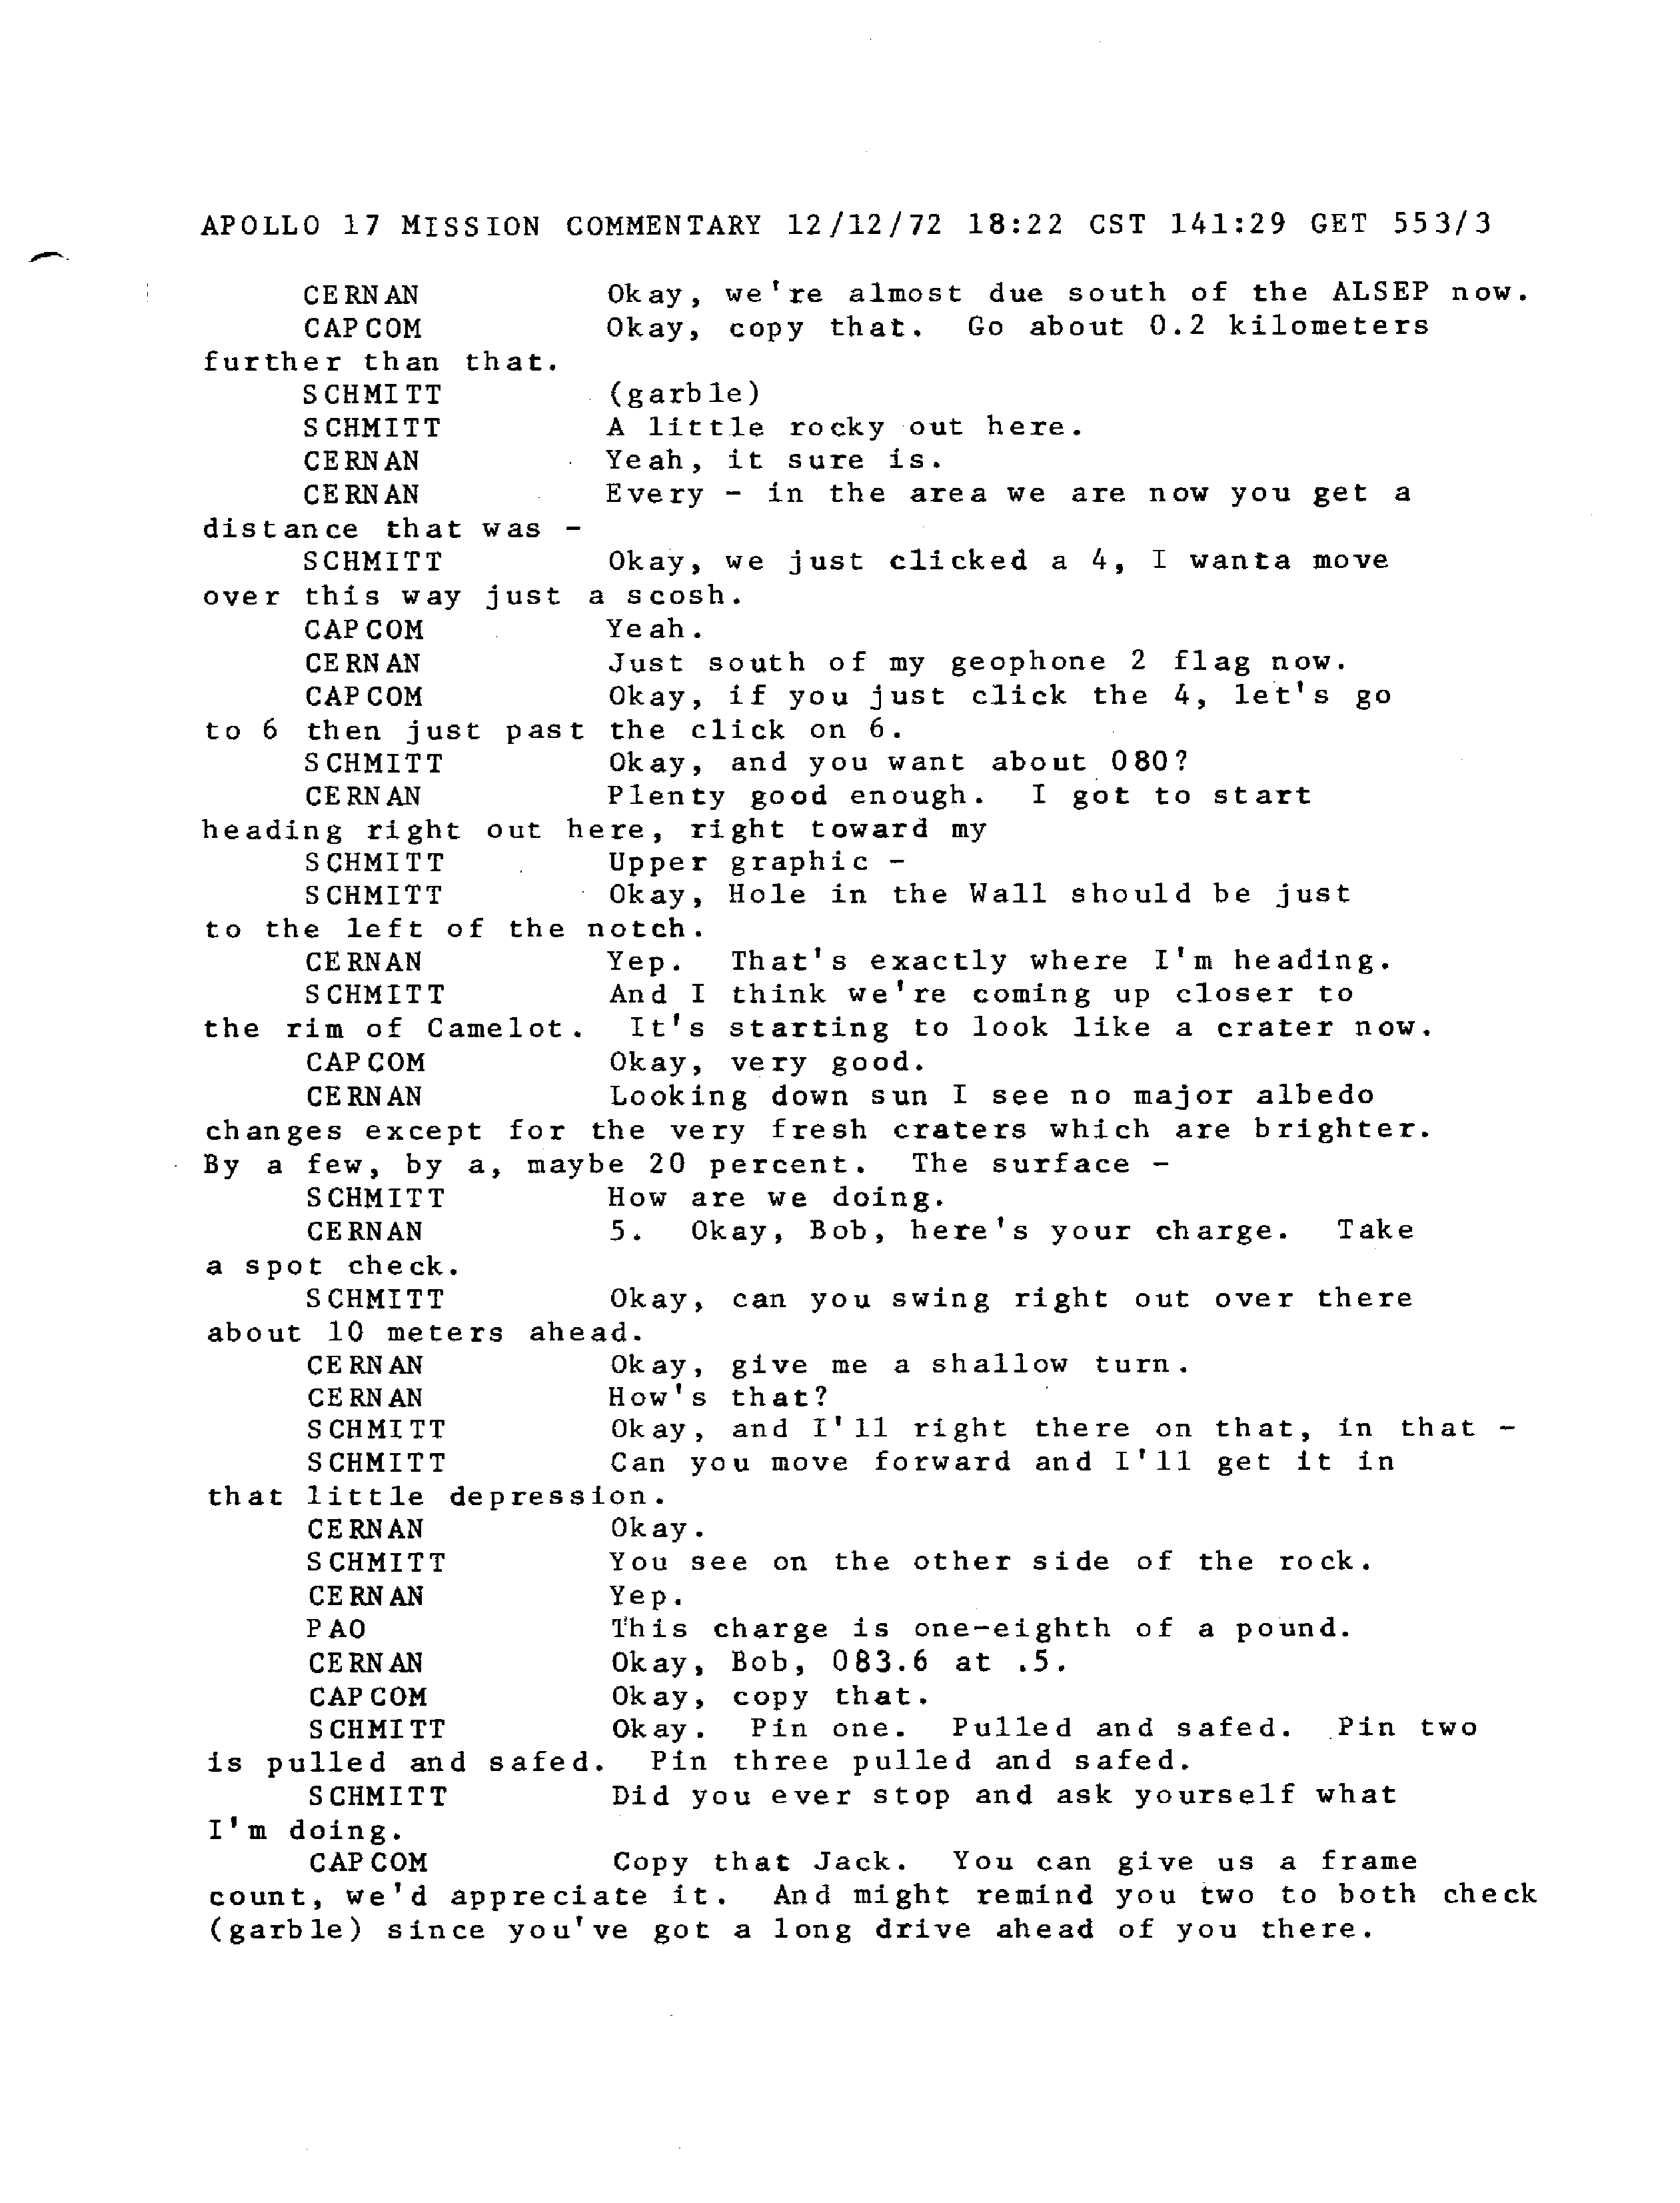 APOLLO 17 MISSION COMMENTARY 12/12/72 18:22 CST 141:29 GET 553/3
CERNAN Okay, we're almost due south of the ALSEP now.
CAPCOM Okay, copy that. Go about 0.2 kilometers
further than that.
SCHMITT (garble)
SCHMITT A little rocky out here.
CERNAN Yeah, it sure is.
CERNAN Every - in the area we are now you get a
distance that was -
SCHMITT Okay, we just clicked a 4, I wanta move
over this way just a scosh.
CAPCOM Yeah.
CERNAN Just south of my geophone 2 flag now.
CAPCOM Okay, if you just click the 4, let's go
to 6 then just past the click on 6.
SCHMITT Okay, and you want about 080?
CERNAN Plenty good enough. I got to start
heading right out here, right toward my
SCHMITT Upper graphic -
SCHMITT Okay, Hole in the Wall should be just
to the left of the notch.
CERNAN Yep. That's exactly where I'm heading.
SCHMITT And I think we're coming up closer to
the rim of Camelot. It's starting to look like a crater now.
CAPCOM Okay, very good.
CERNAN Looking down sun I see no major albedo
changes except for the very fresh craters which are brighter.
By a few, by a, maybe 20 percent. The surface -
SCHMITT How are we doing.
CERNAN 5. Okay, Bob, here's your charge. Take
a spot check.
SCHMITT Okay, can you swing right out over there
about 10 meters ahead.
CERNAN Okay, give me a shallow turn.
CERNAN How's that?
SCHMITT Okay, and I'll right there on that, in that -
SCHMITT Can you move forward and I'll get it in
that little depression.
CERNAN Okay.
SCHMITT You see on the other side of the rock.
CERNAN Yep.
PAO This charge is one-eighth of a pound.
CERNAN Okay, Bob, 083.6 at .5.
CAPCOM Okay, copy that.
SCHMITT Okay. Pin one. Pulled and safed. Pin two
is pulled and safed. Pin three pulled and safed.
SCHMITT Did you ever stop and ask yourself what
I'm doing.
CAPCOM Copy that Jack. You can give us a frame
count, we'd appreciate it. And might remind you two to both check
(garble) since you've got a long drive ahead of you there.